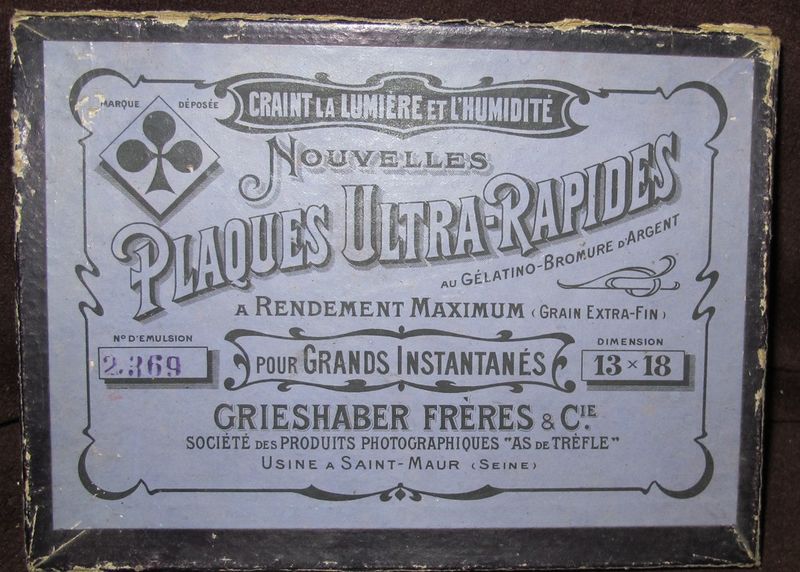 CRAINT LA LUMIÈRE ET L'HUMIDITÉ
MARQUE DÉPOSÉE
NOUVELLES
PLAQUES ULTRA-RAPIDES
AU GÉLATINO-BROMURE D'ARGENT
A RENDEMENT MAXIMUM (GRAIN EXTRA-FIN)
N° D'EMULSION
2.369
POUR GRANDS INSTANTANÉS
DIMENSION
13 × 18
GRIESHABER FRÈRES & CIE
SOCIÉTÉ DES PRODUITS PHOTOGRAPHIQUES "AS DE TRÈFLE"
USINE A SAINT-MAUR (SEINE)